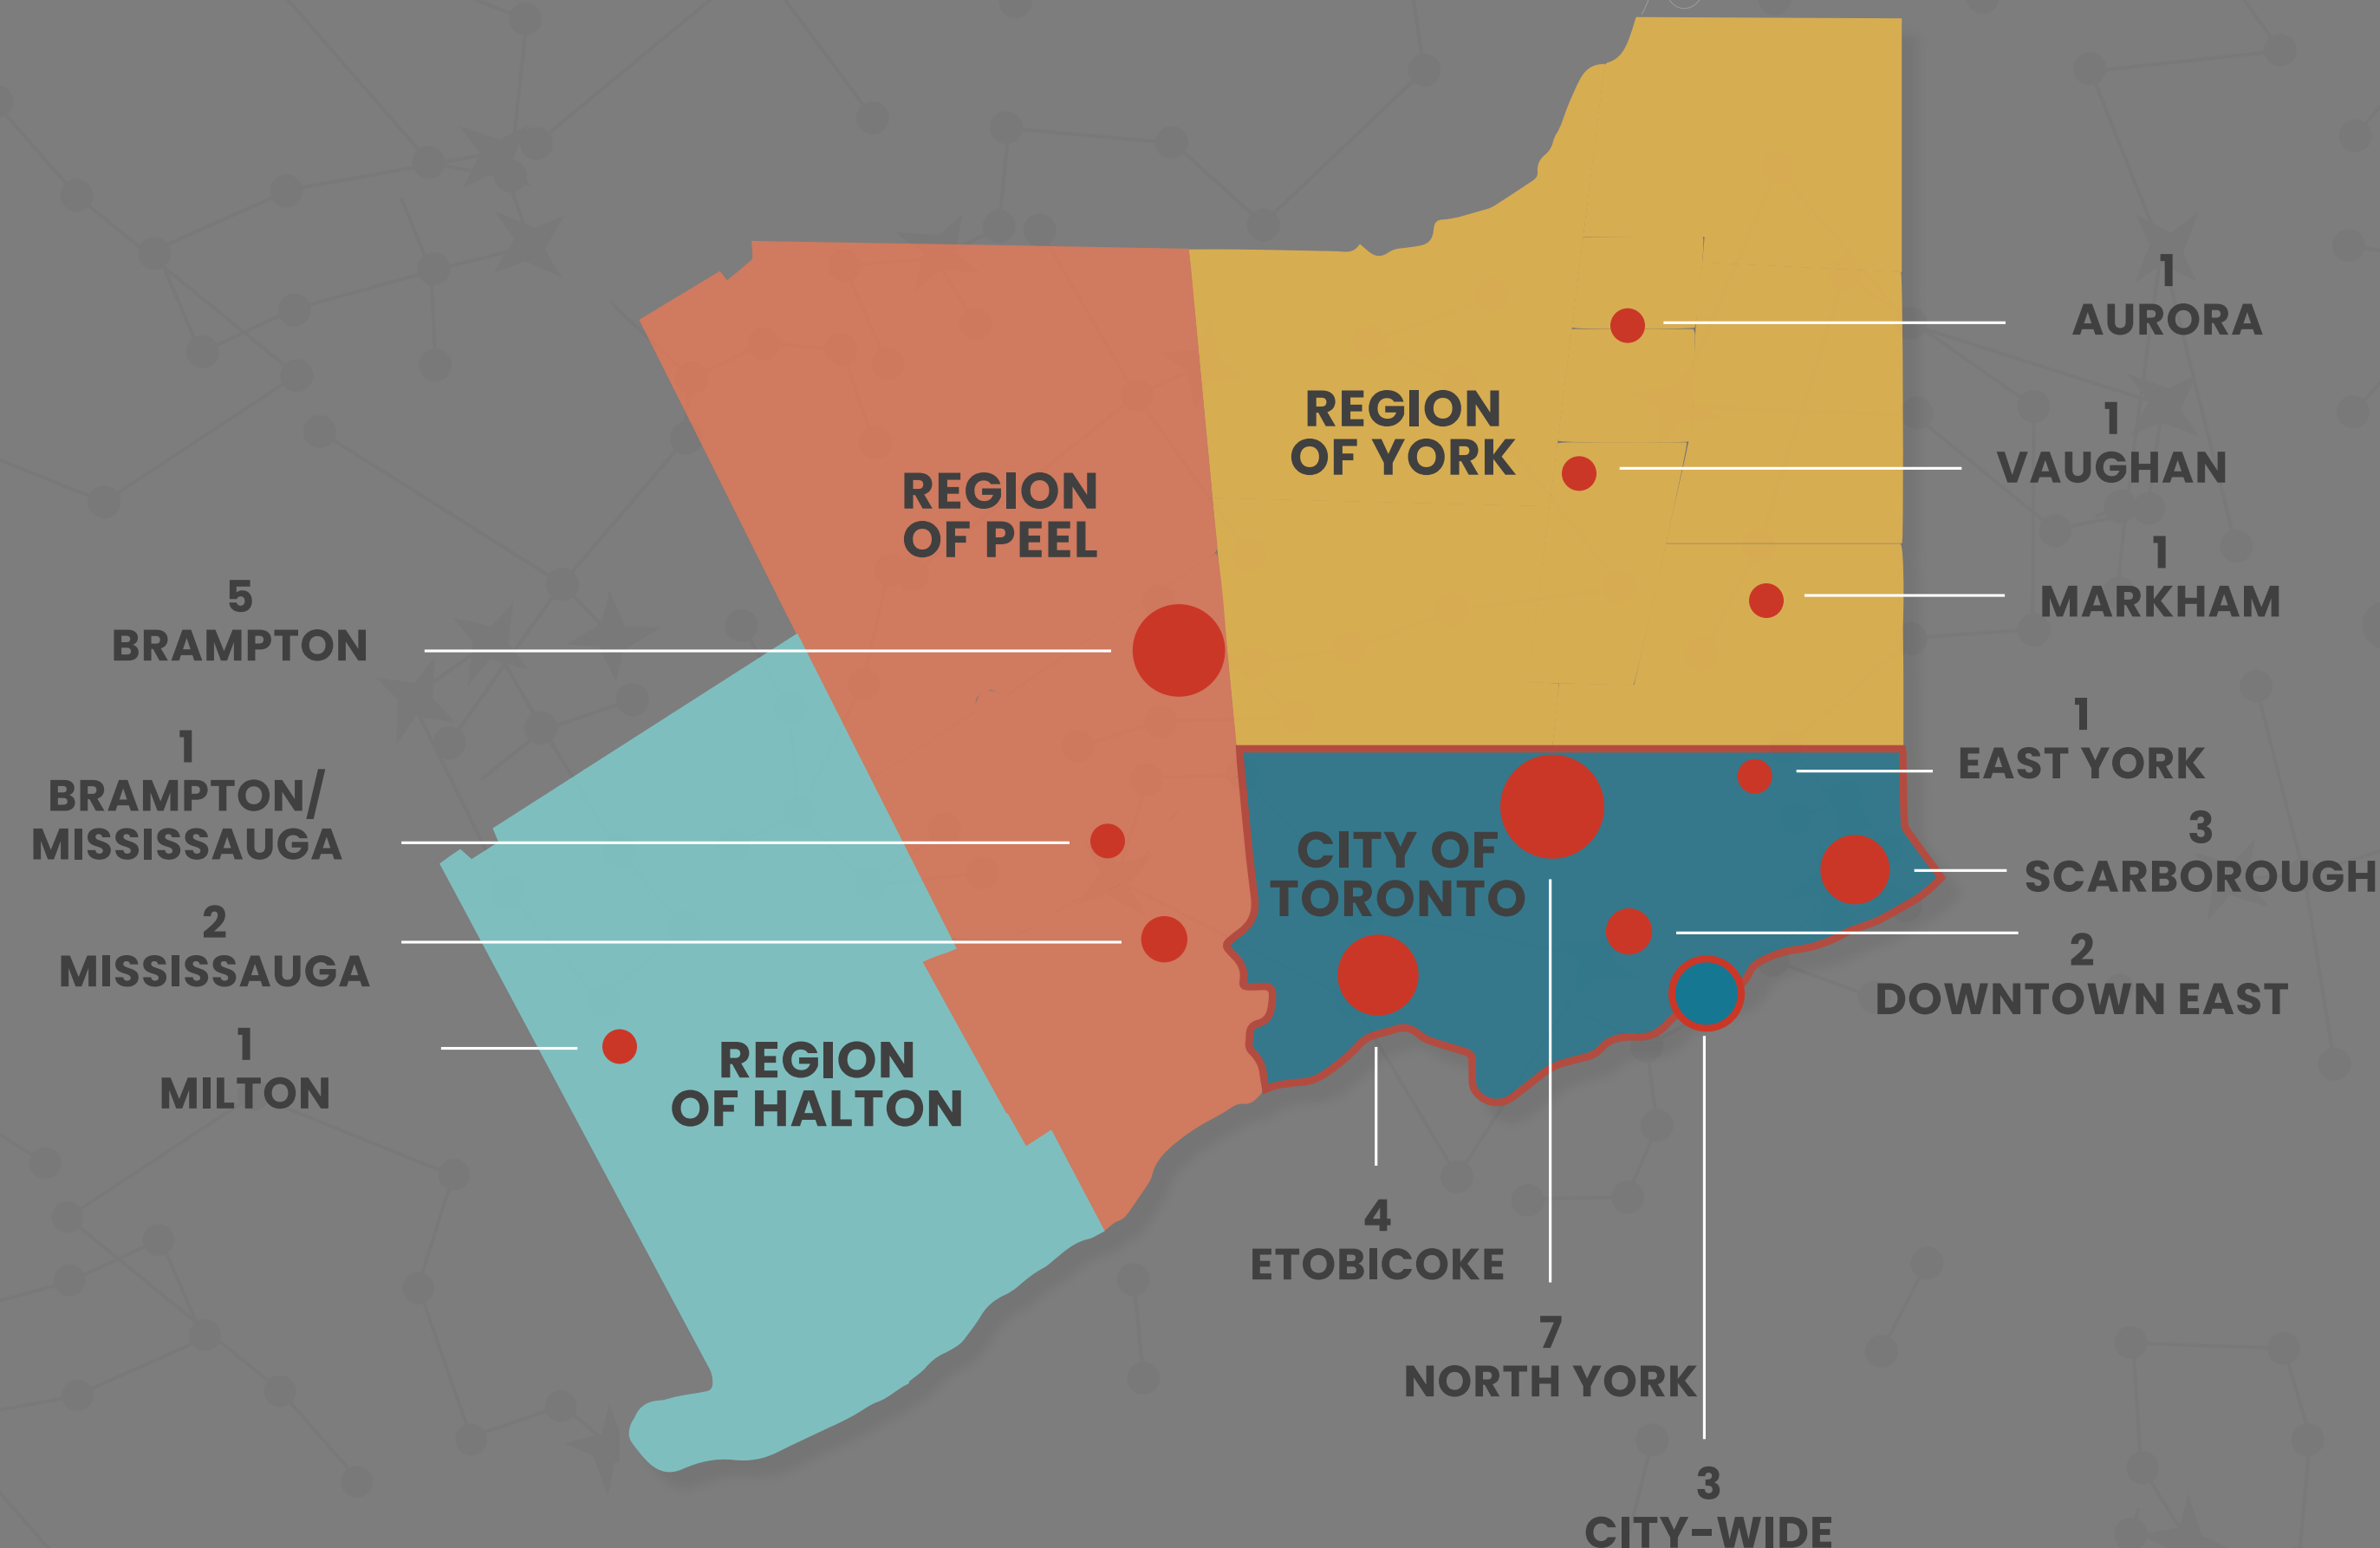 REGION
OF PEEL
REGION
OF YORK
CITY OF
TORONTO
REGION
OF HALTON
5
BRAMPTON
1
BRAMPTON/
MISSISSAUGA
2
MISSISSAUGA
1
MILTON
1
AURORA
1
VAUGHAN
1
MARKHAM
1
EAST YORK
3
SCARBOROUGH
2
DOWNTOWN EAST
4
ETOBICOKE
7
NORTH YORK
3
CITY-WIDE